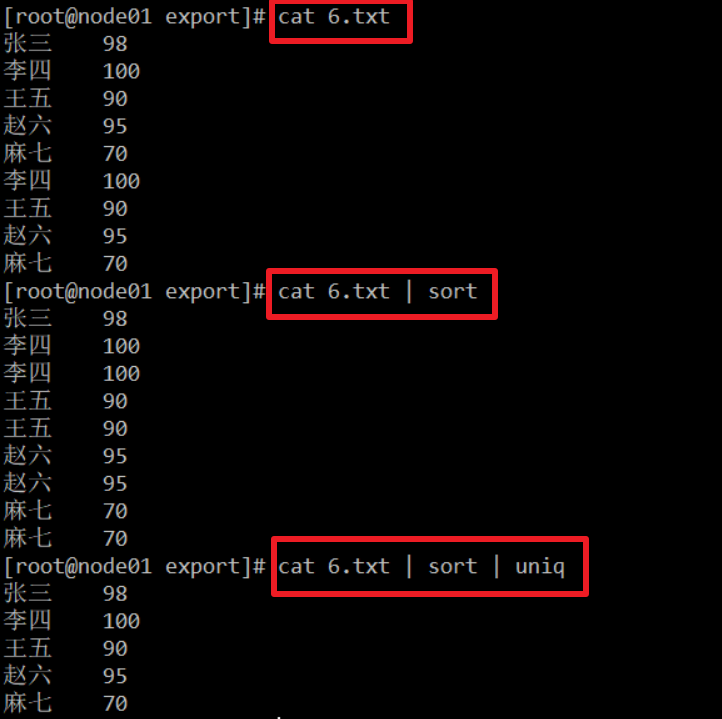 [root@node01 export]# cat 6.txt
张三    98
李四    100
王五    90
赵六    95
麻七    70
李四    100
王五    90
赵六    95
麻七    70
[root@node01 export]# cat 6.txt | sort
张三    98
李四    100
李四    100
王五    90
王五    90
赵六    95
赵六    95
麻七    70
麻七    70
[root@node01 export]# cat 6.txt | sort | uniq
张三    98
李四    100
王五    90
赵六    95
麻七    70